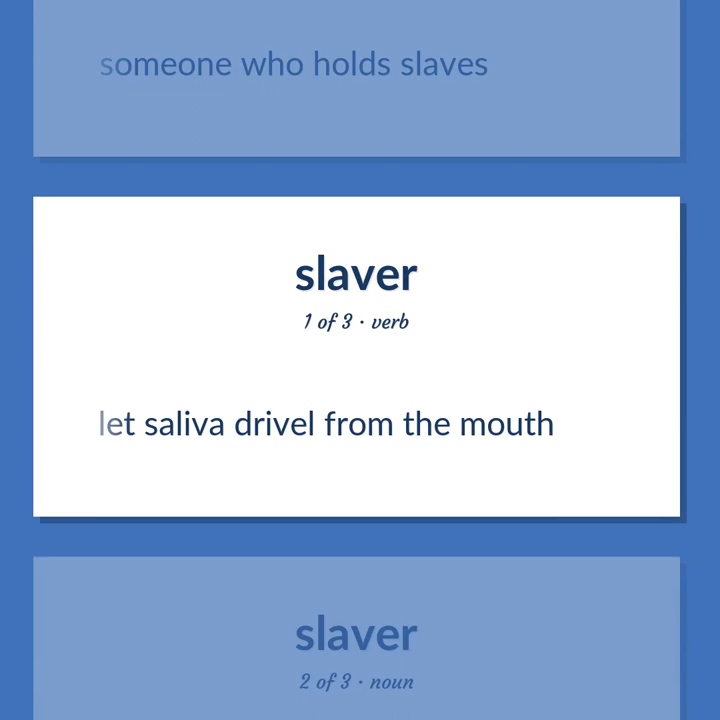 someone who holds slaves
slaver
1 of 3 · verb
let saliva drivel from the mouth
slaver
2 of 3 · noun